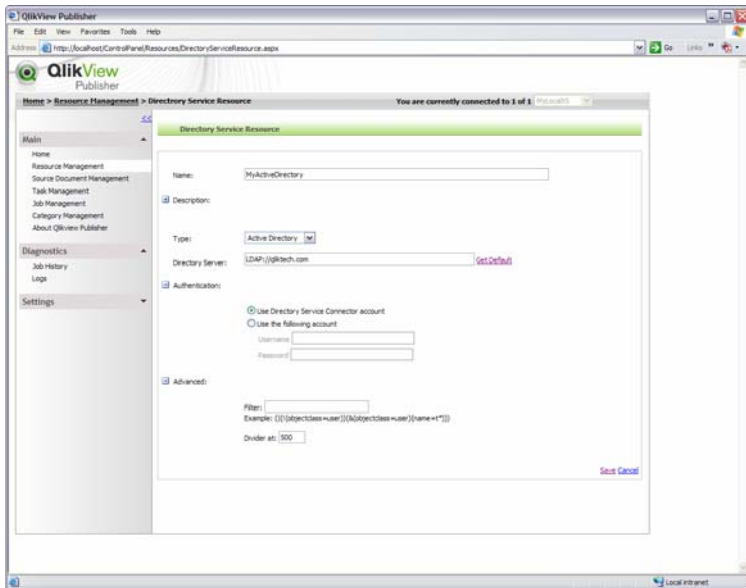 QlikView Publisher
File Edit View Favorites Tools Help
Address http://localhost/ControlPanel/Resources/DirectoryServiceResource.aspx Go Links »
QlikView
Publisher
Home > Resource Management > Directrory Service Resource You are currently connected to 1 of 1 MyLocalNS
<<
Directory Service Resource
Main
Home
Resource Management
Source Document Management
Task Management
Job Management
Category Management
About Qlikview Publisher
Diagnostics
Job History
Logs
Settings
Name: MyActiveDirectory
Description:
Type: Active Directory
Directory Server: LDAP://qliktech.com Get Default
Authentication:
Use Directory Service Connector account
Use the following account
Username
Password
Advanced:
Filter:
Example: (|(!(objectclass=user))(&(objectclass=user)(name=t*)))
Divider at: 500
Save Cancel
Local intranet